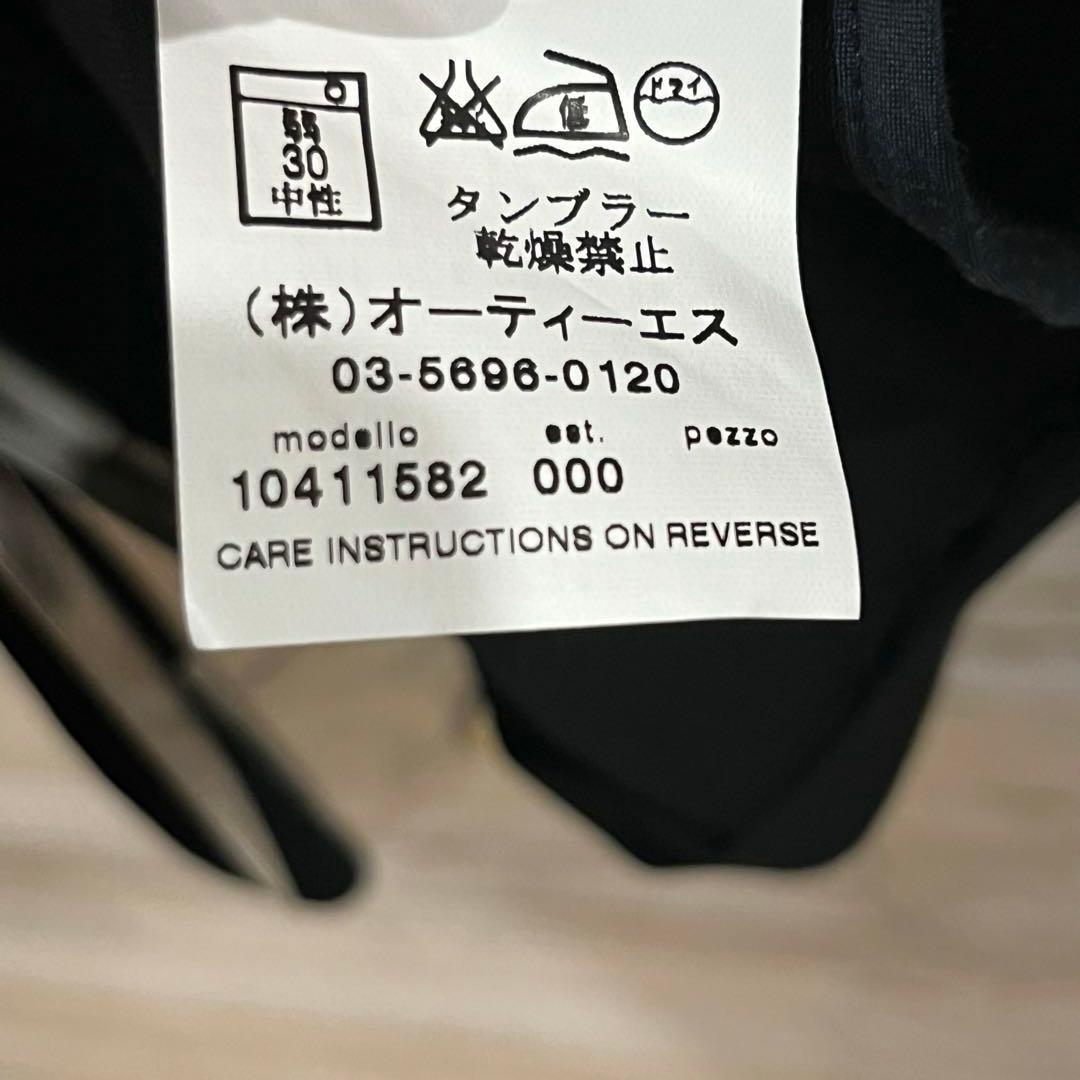 弱
30
中性
低
ドライ
タンブラー
乾燥禁止
(株)オーティーエス
03-5696-0120
modello est. pezzo
10411582 000
CARE INSTRUCTIONS ON REVERSE